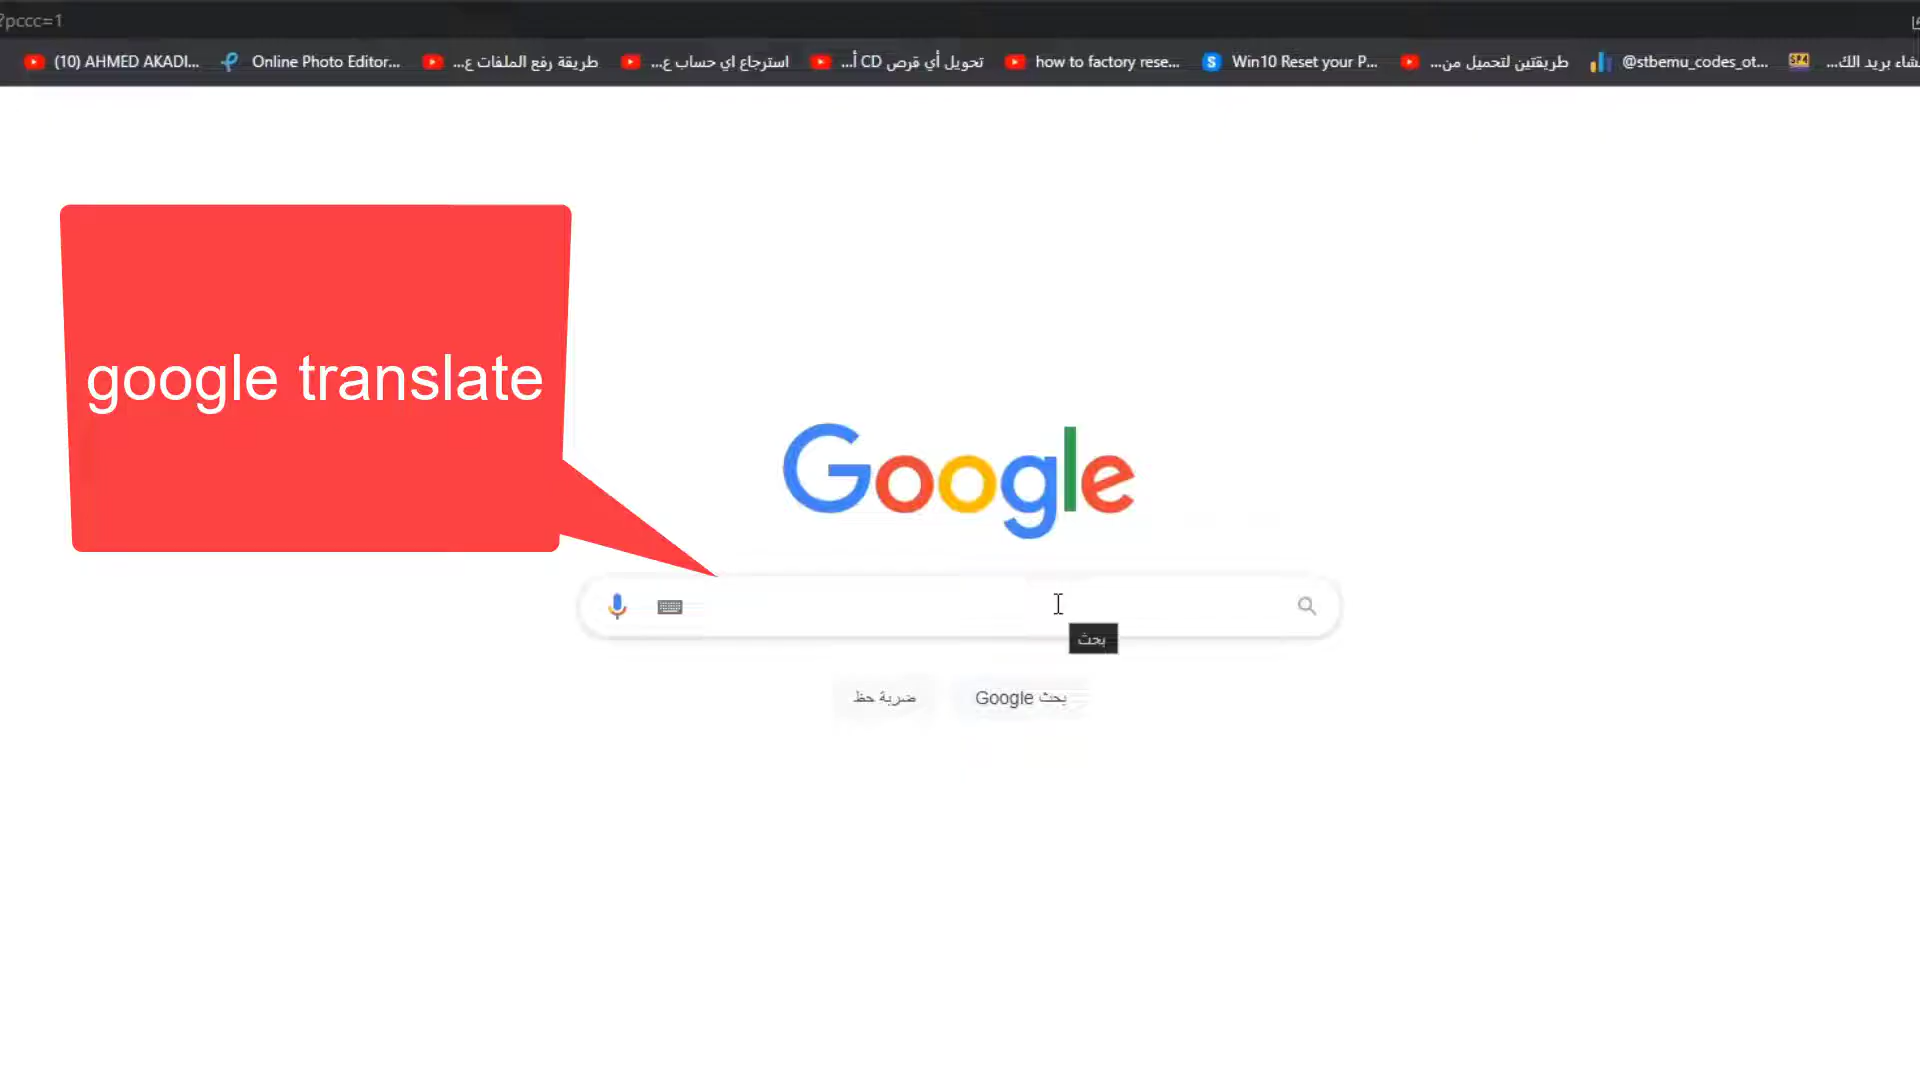 ?pccc=1
(10) AHMED AKADI...
Online Photo Editor...
طريقة رفع الملفات ع...
استرجاع اي حساب ع...
تحويل أي قرص CD أ...
how to factory rese...
Win10 Reset your P...
طريقتين لتحميل من...
@stbemu_codes_ot...
شاء بريد الك...
google translate
Google
بحث
بحث Google
ضربة حظ